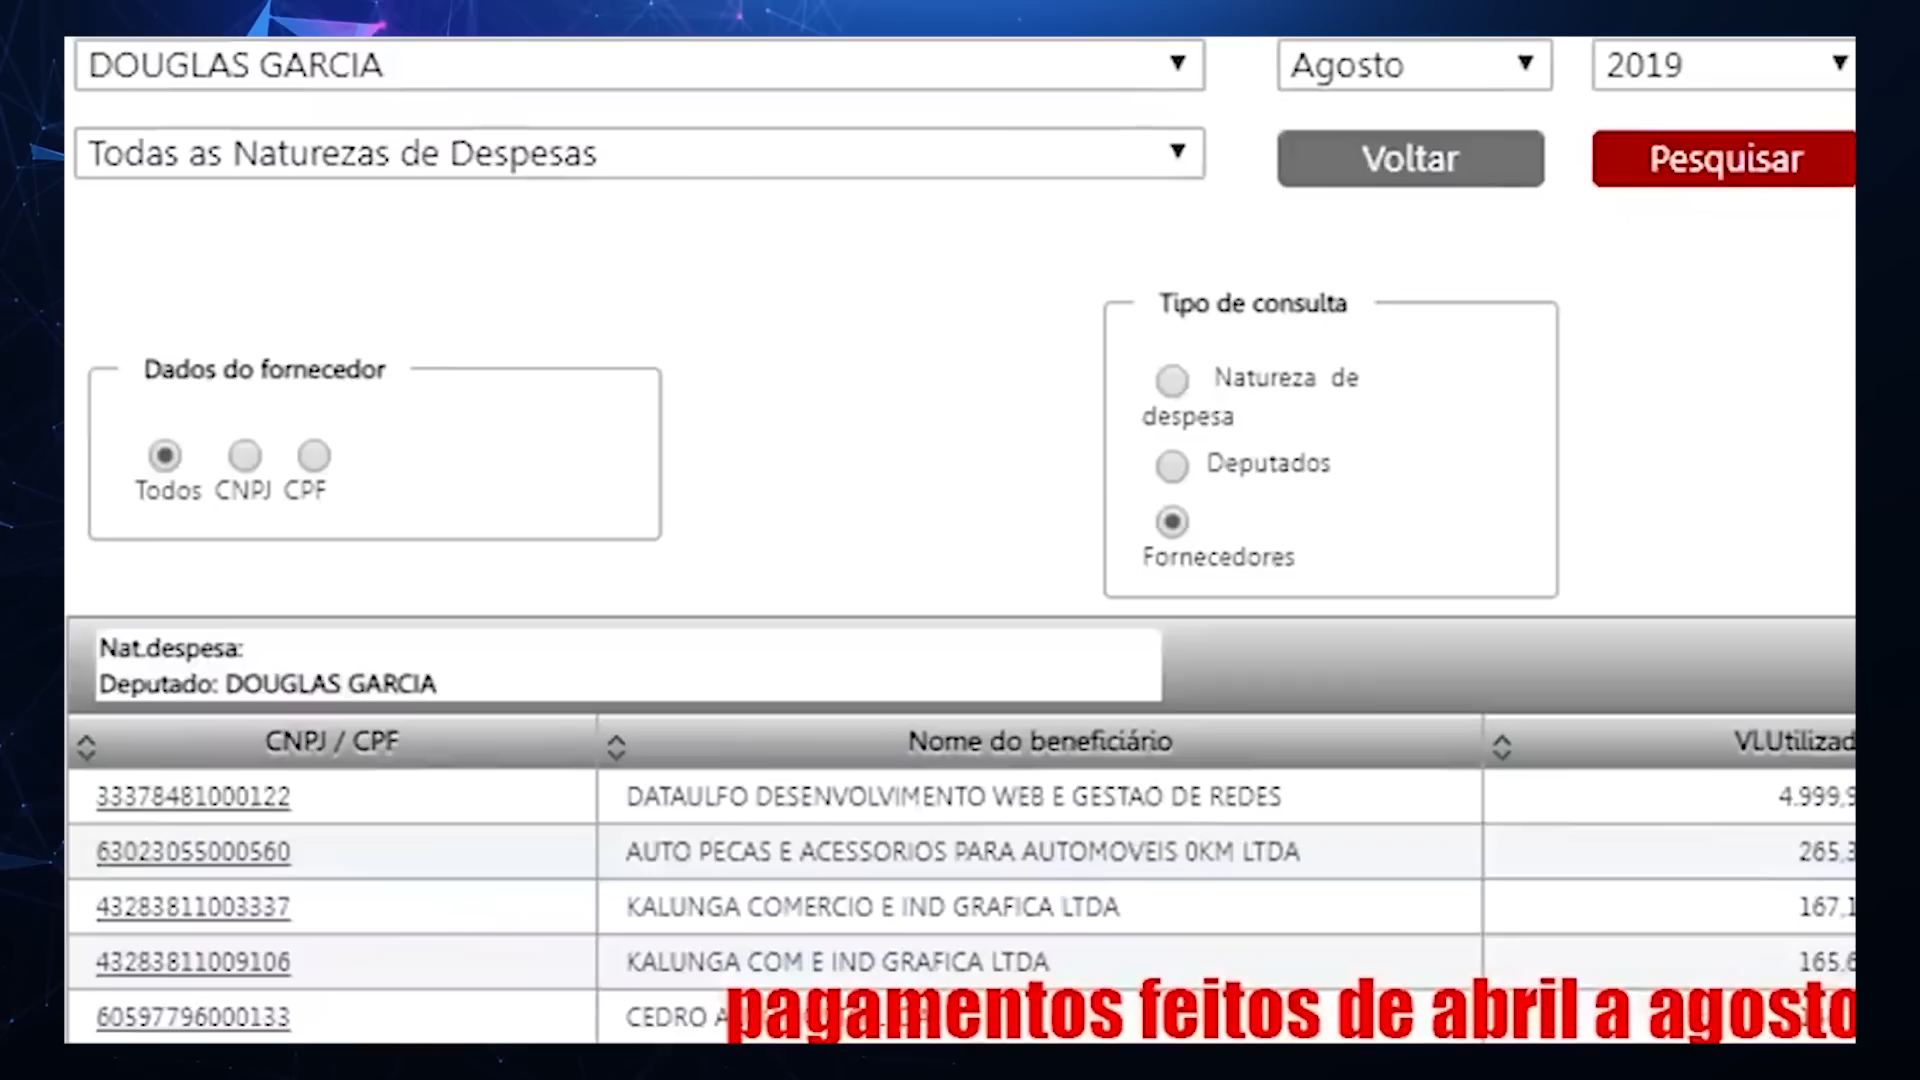 DOUGLAS GARCIA
Agosto
2019
Todas as Naturezas de Despesas
Voltar
Pesquisar
Tipo de consulta
Natureza de
despesa
Deputados
Fornecedores
Dados do fornecedor
Todos CNPJ CPF
Nat.despesa:
Deputado: DOUGLAS GARCIA
CNPJ / CPF Nome do beneficiário VLUtilizad
33378481000122 DATAULFO DESENVOLVIMENTO WEB E GESTAO DE REDES 4.999,9
63023055000560 AUTO PECAS E ACESSORIOS PARA AUTOMOVEIS 0KM LTDA 265,3
43283811003337 KALUNGA COMERCIO E IND GRAFICA LTDA 167,1
43283811009106 KALUNGA COM E IND GRAFICA LTDA 165,6
60597796000133 CEDRO
pagamentos feitos de abril a agosto